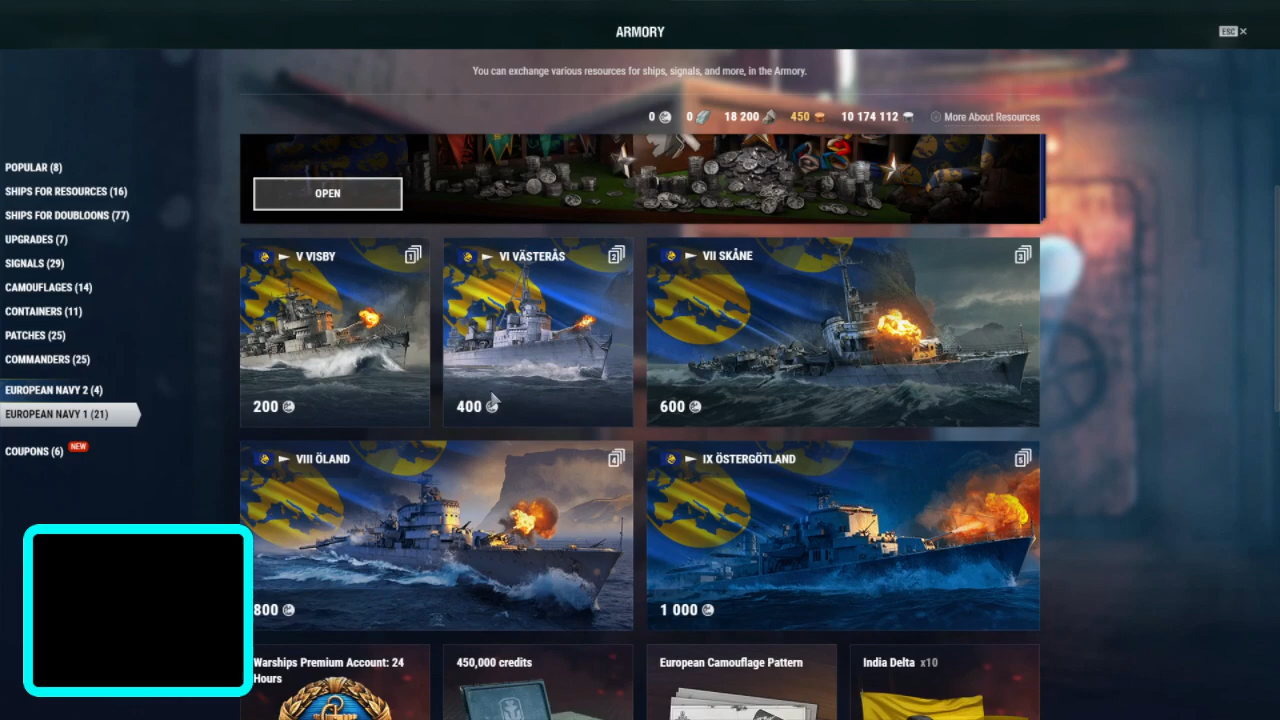 ARMORY
ESC
You can exchange various resources for ships, signals, and more, in the Armory.
0 0 18 200 450 10 174 112 More About Resources
POPULAR (8)
SHIPS FOR RESOURCES (16)
SHIPS FOR DOUBLOONS (77)
UPGRADES (7)
SIGNALS (29)
CAMOUFLAGES (14)
CONTAINERS (11)
PATCHES (25)
COMMANDERS (25)
EUROPEAN NAVY 2 (4)
EUROPEAN NAVY 1 (21)
COUPONS (6) NEW
OPEN
V VISBY 1
200
VI VÄSTERÅS 2
400
VII SKÅNE 3
600
VIII ÖLAND 4
800
IX ÖSTERGÖTLAND 5
1 000
Warships Premium Account: 24
Hours
450,000 credits
European Camouflage Pattern
India Delta x10